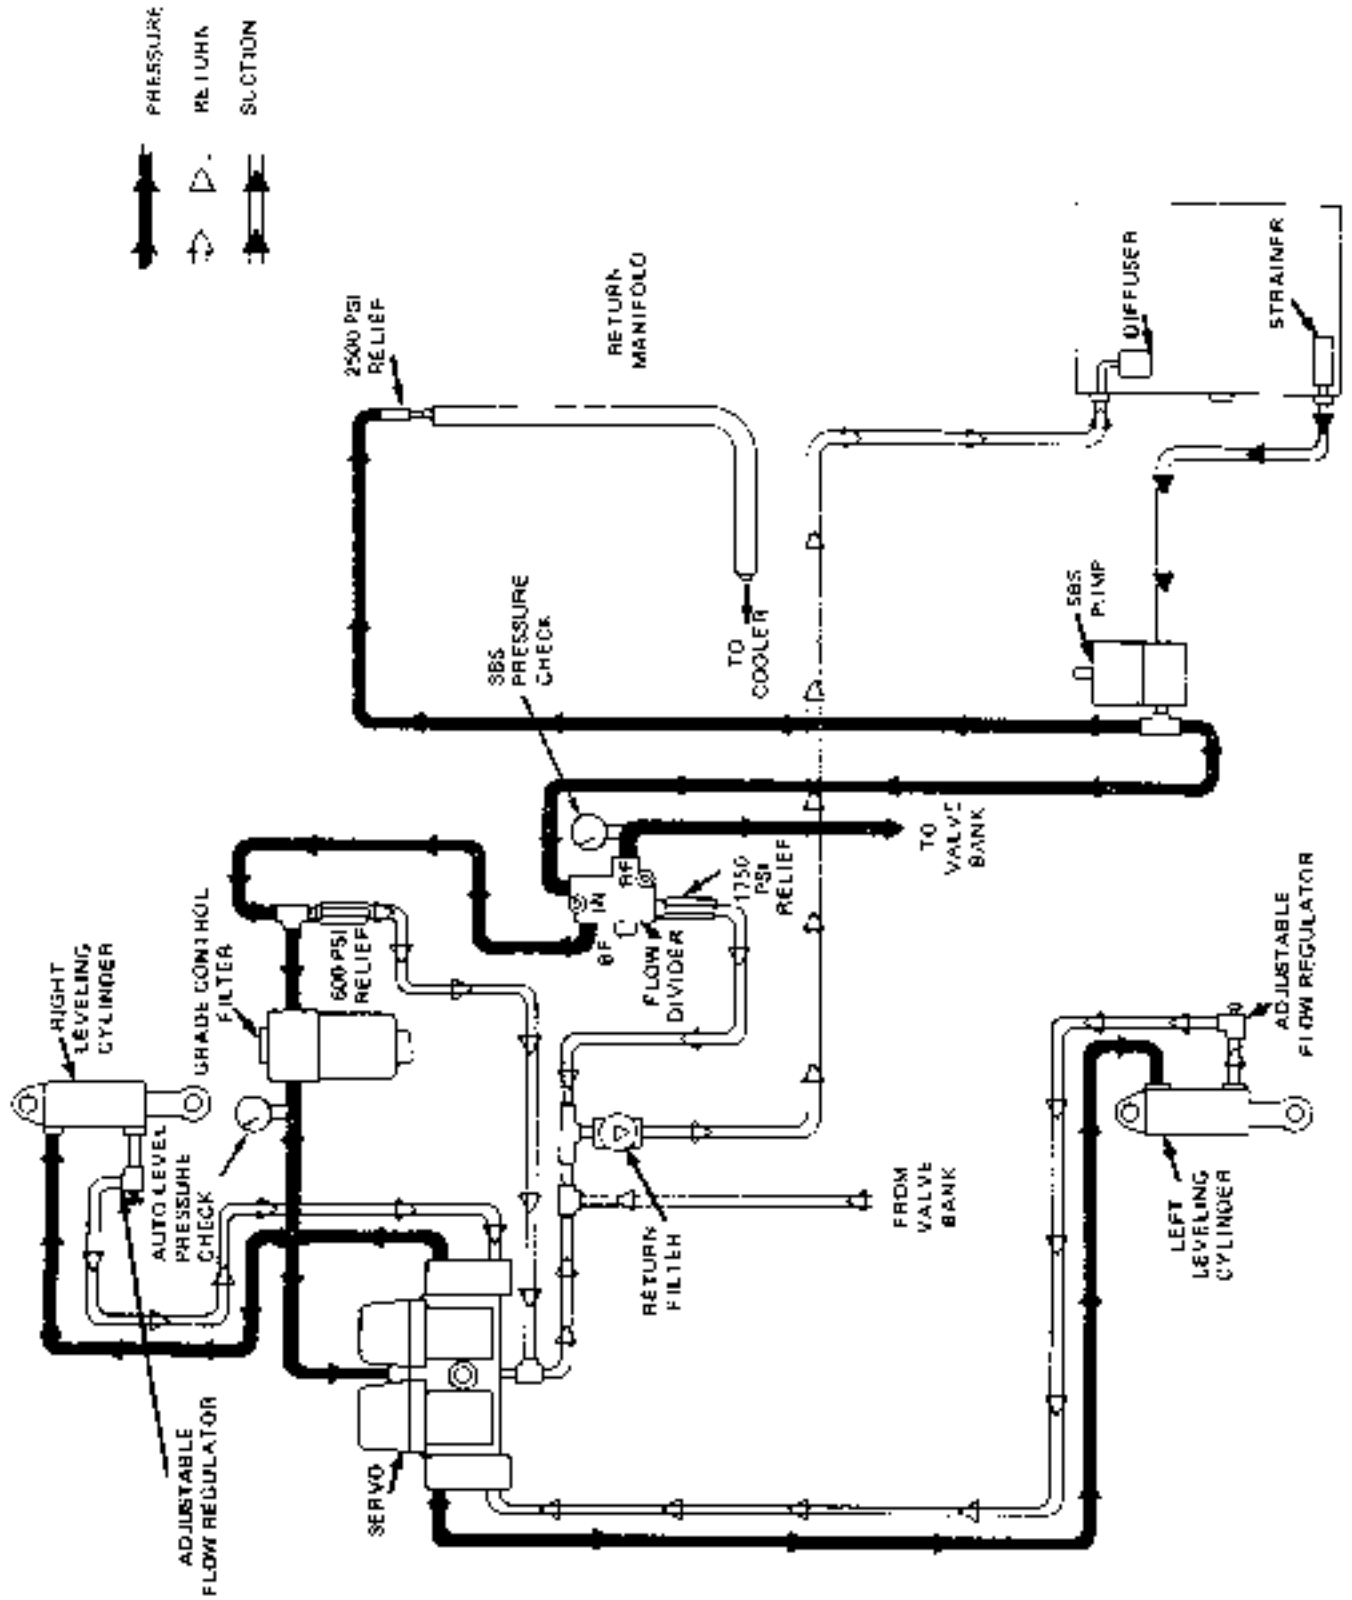 PRESSURE
RETURN
SUCTION
2500 PSI
RELIEF
RETURN
MANIFOLD
DIFFUSER
STRAINER
SBS
PRESSURE
CHECK
TO
COOLER
SBS
PUMP
RIGHT
LEVELING
CYLINDER
GRADE CONTROL
FILTER
600 PSI
RELIEF
IN
RF
BF
FLOW
DIVIDER
1750
PSI
RELIEF
TO
VALVE
BANK
AUTO LEVEL
PRESSURE
CHECK
ADJUSTABLE
FLOW REGULATOR
SERVO
RETURN
FILTER
FROM
VALVE
BANK
LEFT
LEVELING
CYLINDER
ADJUSTABLE
FLOW REGULATOR